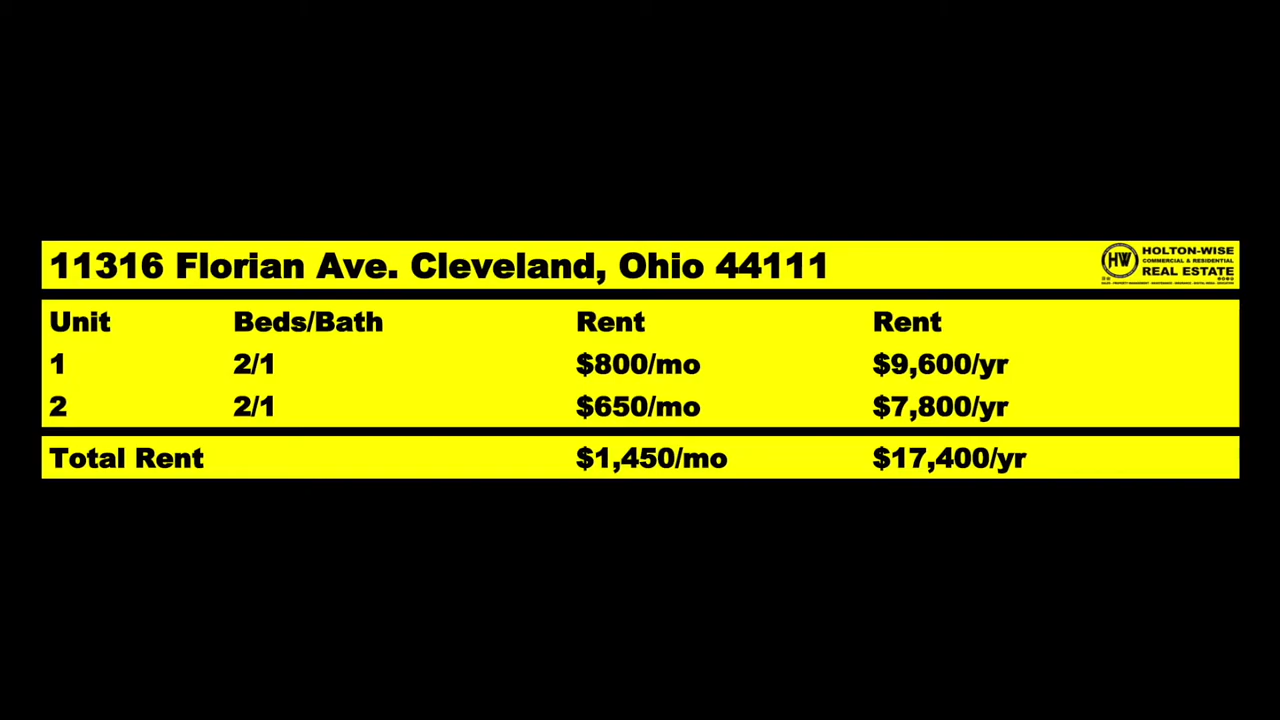 11316 Florian Ave. Cleveland, Ohio 44111
HOLTON-WISE
COMMERCIAL & RESIDENTIAL
REAL ESTATE
HW
Unit Beds/Bath Rent Rent
1 2/1 $800/mo $9,600/yr
2 2/1 $650/mo $7,800/yr
Total Rent $1,450/mo $17,400/yr